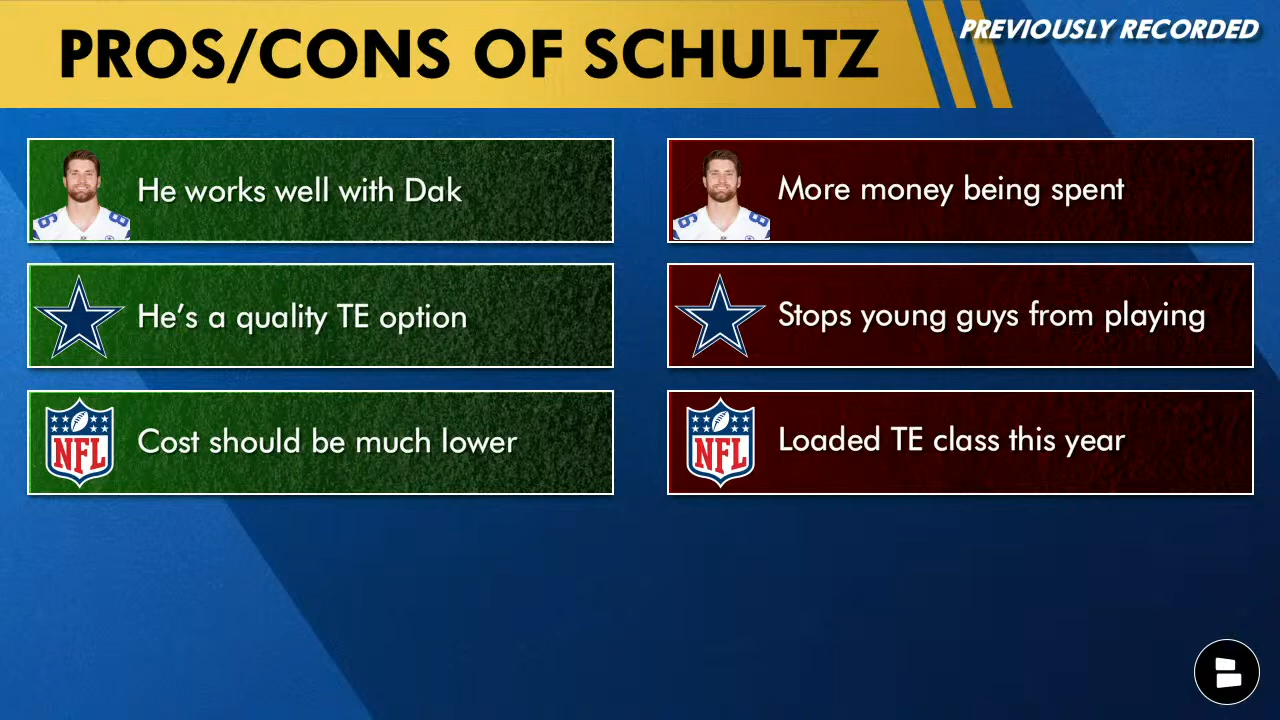 PROS/CONS OF SCHULTZ
PREVIOUSLY RECORDED
He works well with Dak
More money being spent
He's a quality TE option
Stops young guys from playing
NFL
Cost should be much lower
NFL
Loaded TE class this year